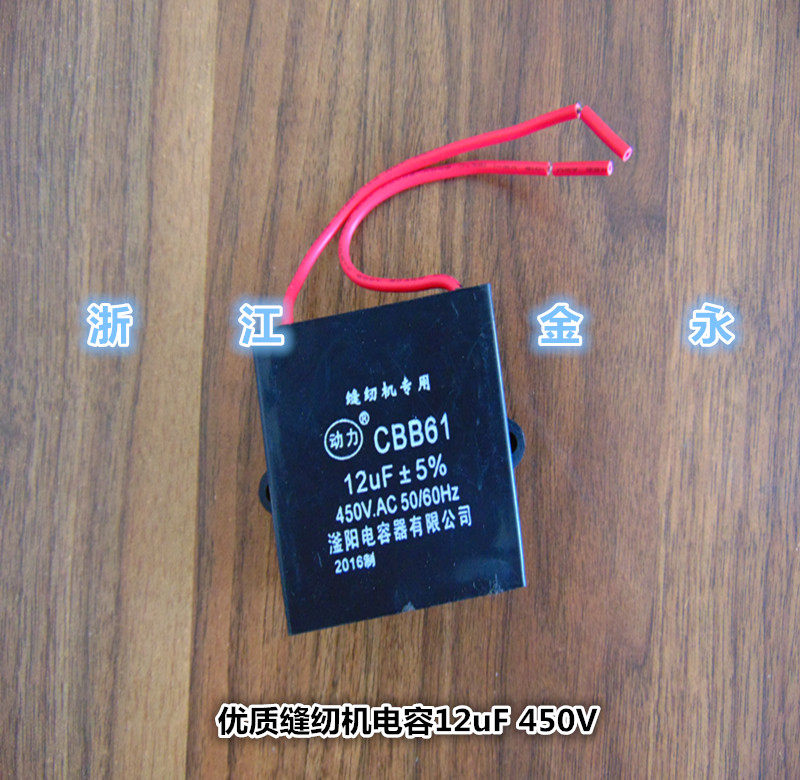 浙 江 金 永
缝纫机专用
动力® CBB61
12uF±5%
450V.AC 50/60Hz
滏阳电容器有限公司
2016制
优质缝纫机电容12uF 450V